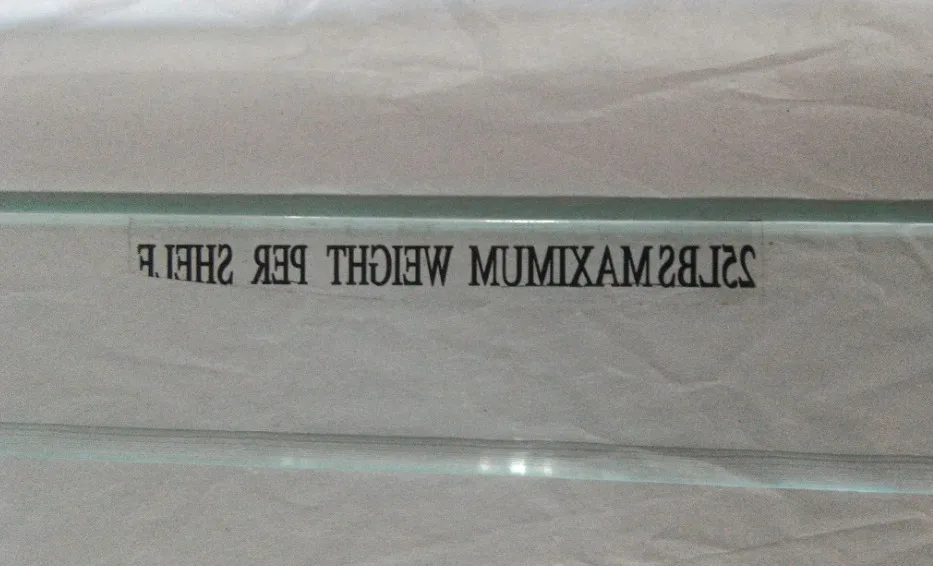 25LBSMAXIMUM WEIGHT PER SHELF